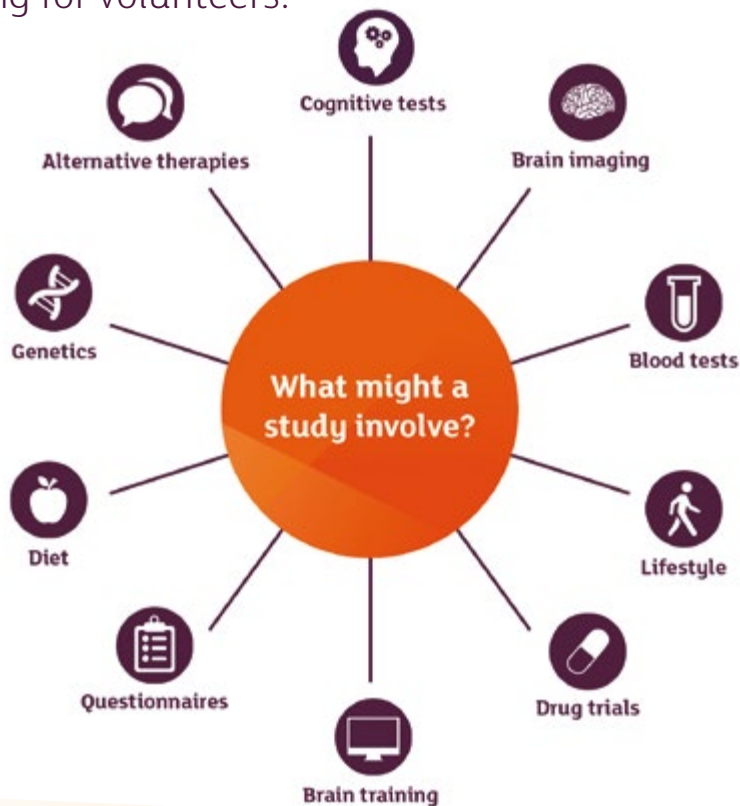 for volunteers.
Cognitive tests
Brain imaging
Alternative therapies
Blood tests
Genetics
What might a
study involve?
Diet
Lifestyle
Questionnaires
Drug trials
Brain training